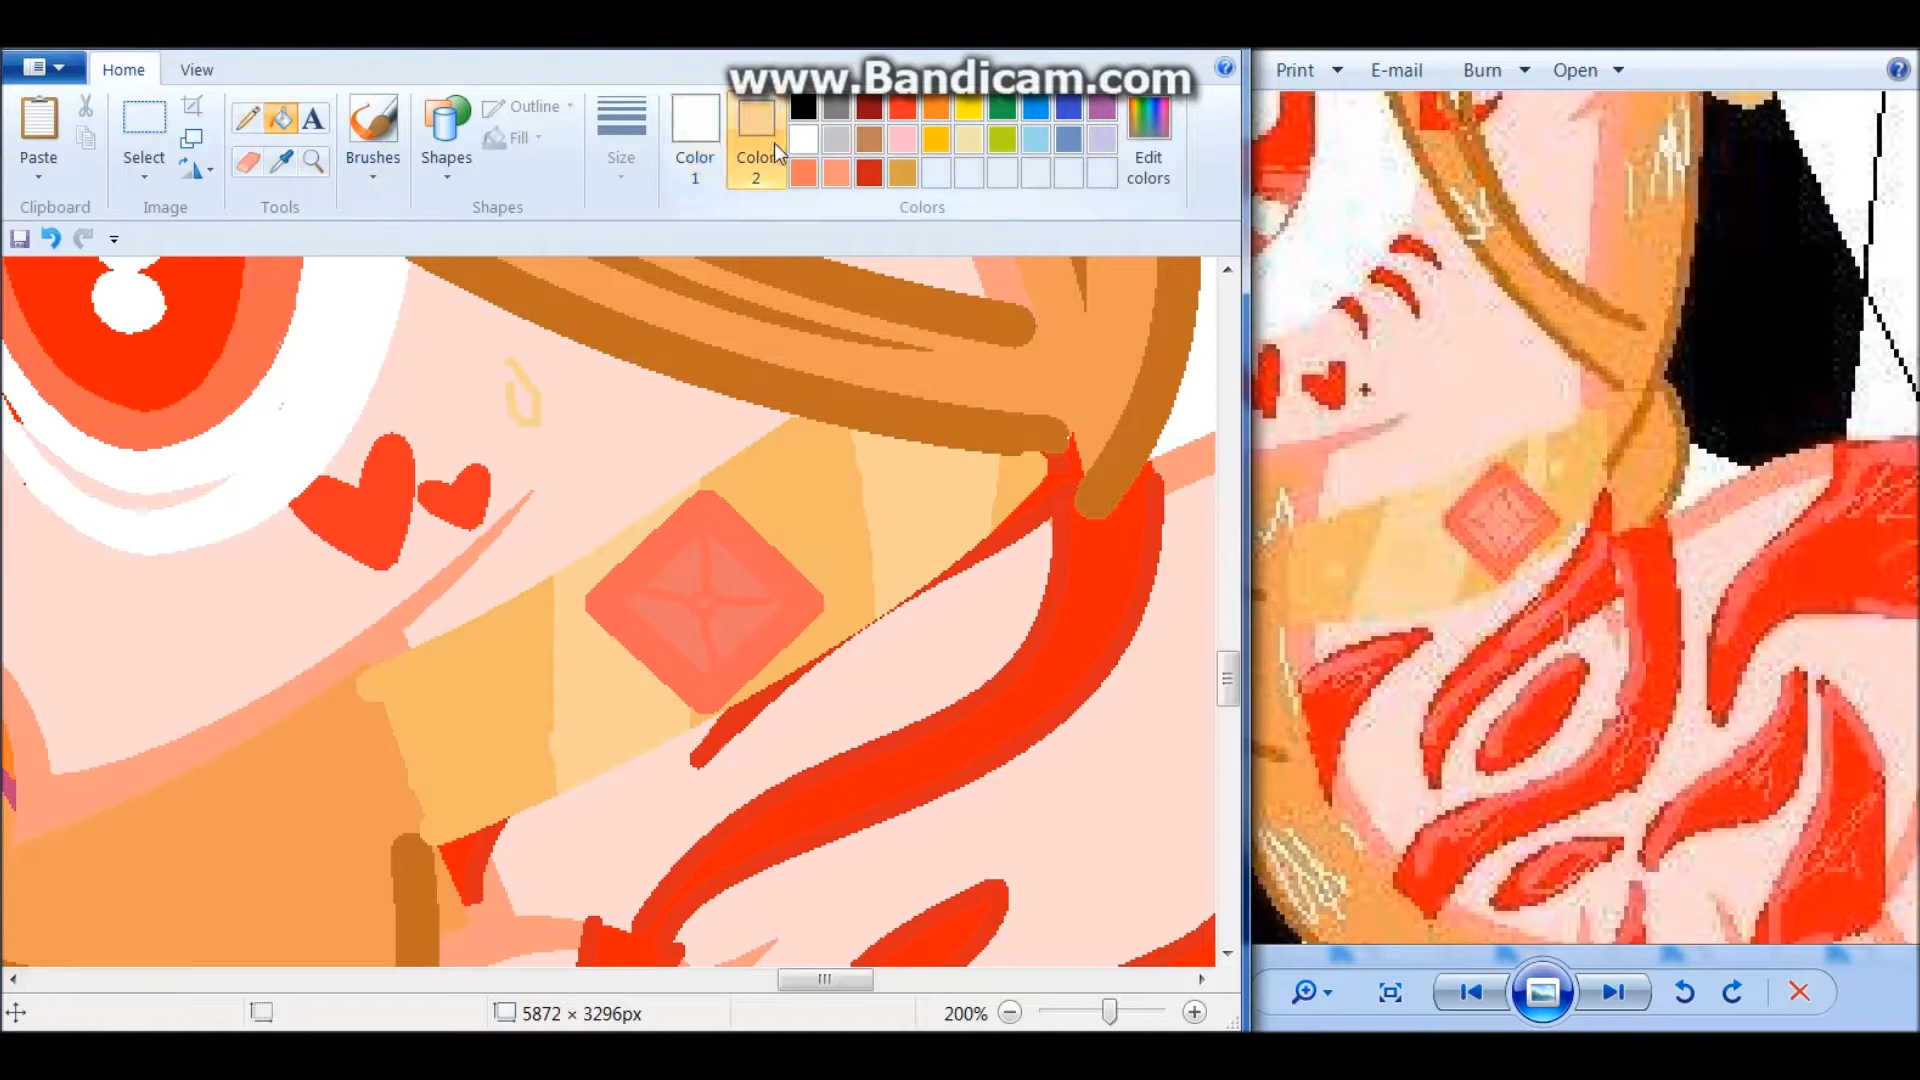 www.Bandicam.com
Home
View
Print
E-mail
Burn
Open
Paste
Select
A
Brushes
Shapes
Outline
Fill
Size
Color
1
Color
2
Edit
colors
Clipboard
Image
Tools
Shapes
Colors
5872 × 3296px
200%